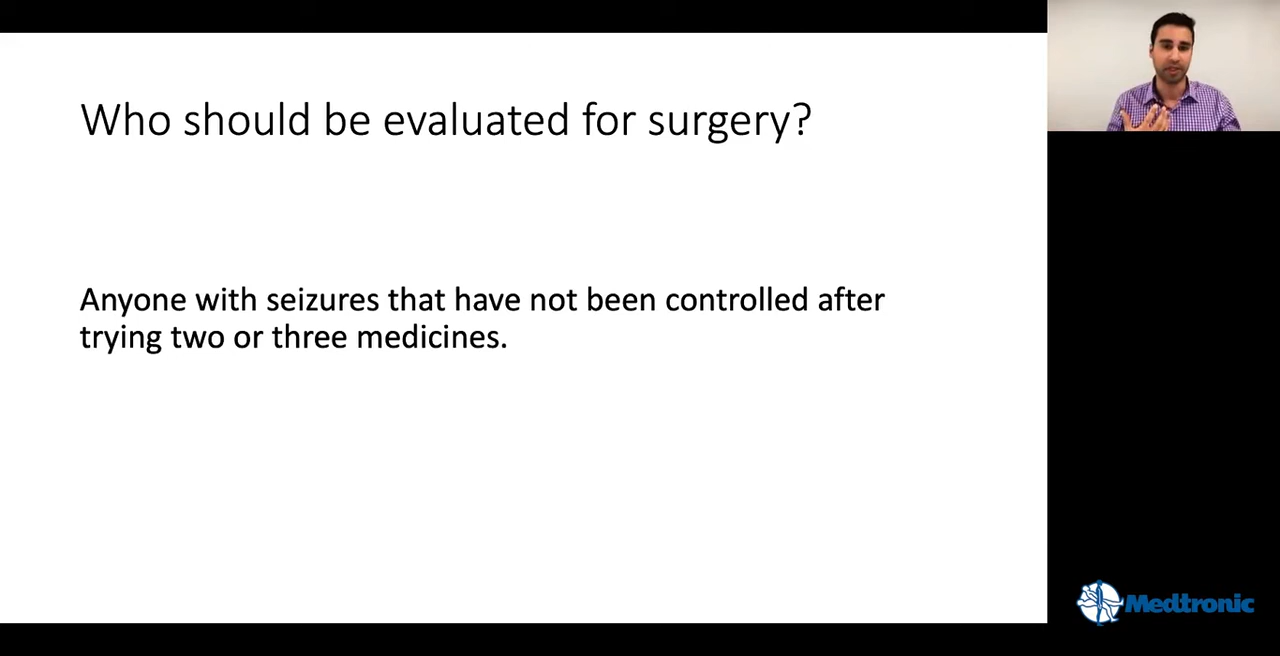 Who should be evaluated for surgery?
Anyone with seizures that have not been controlled after
trying two or three medicines.
Medtronic